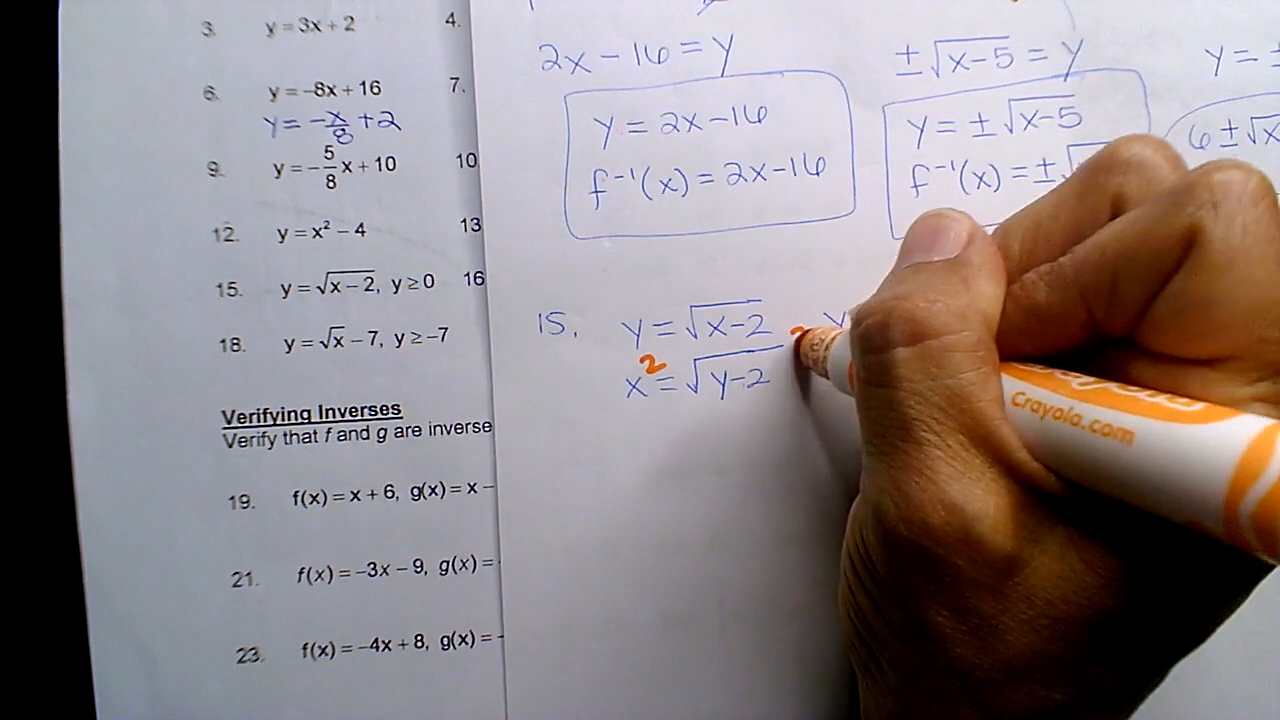 3. y = 3x + 2 4.
6. y = –8x + 16 7.
y = -x/8 + 2
9. y = –5/8x + 10 10
12. y = x² – 4 13
15. y = √x – 2, y ≥ 0 16
18. y = √x – 7, y ≥ –7
Verifying Inverses
Verify that f and g are inverse
19. f(x) = x + 6, g(x) = x –
21. f(x) = –3x – 9, g(x) =
23. f(x) = –4x + 8, g(x) = –
2x - 16 = y
y = 2x - 16
f⁻¹(x) = 2x - 16
±√x-5 = y
y = ±√x-5
f⁻¹(x) = ±√
y = ±
6 ± √x
15. y = √x-2 y
x² = √y-2 ²
Crayola
Crayola.com